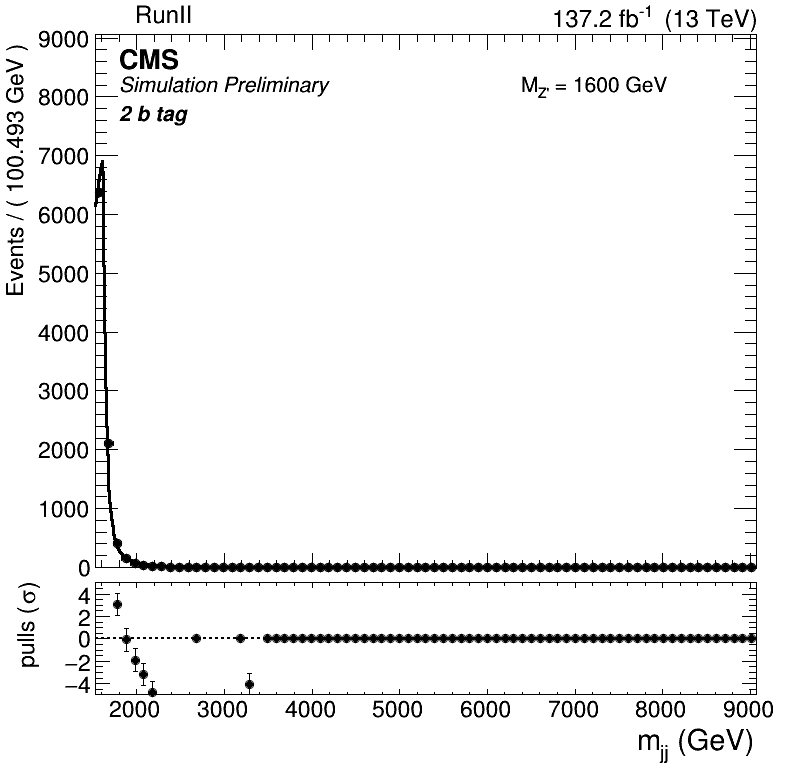 RunII
137.2 fb⁻¹ (13 TeV)
CMS
Simulation Preliminary
M_Z' = 1600 GeV
2 b tag
Events / ( 100.493 GeV )
9000
8000
7000
6000
5000
4000
3000
2000
1000
0
pulls (σ)
4
2
0
−2
−4
2000 3000 4000 5000 6000 7000 8000 9000
m_jj (GeV)